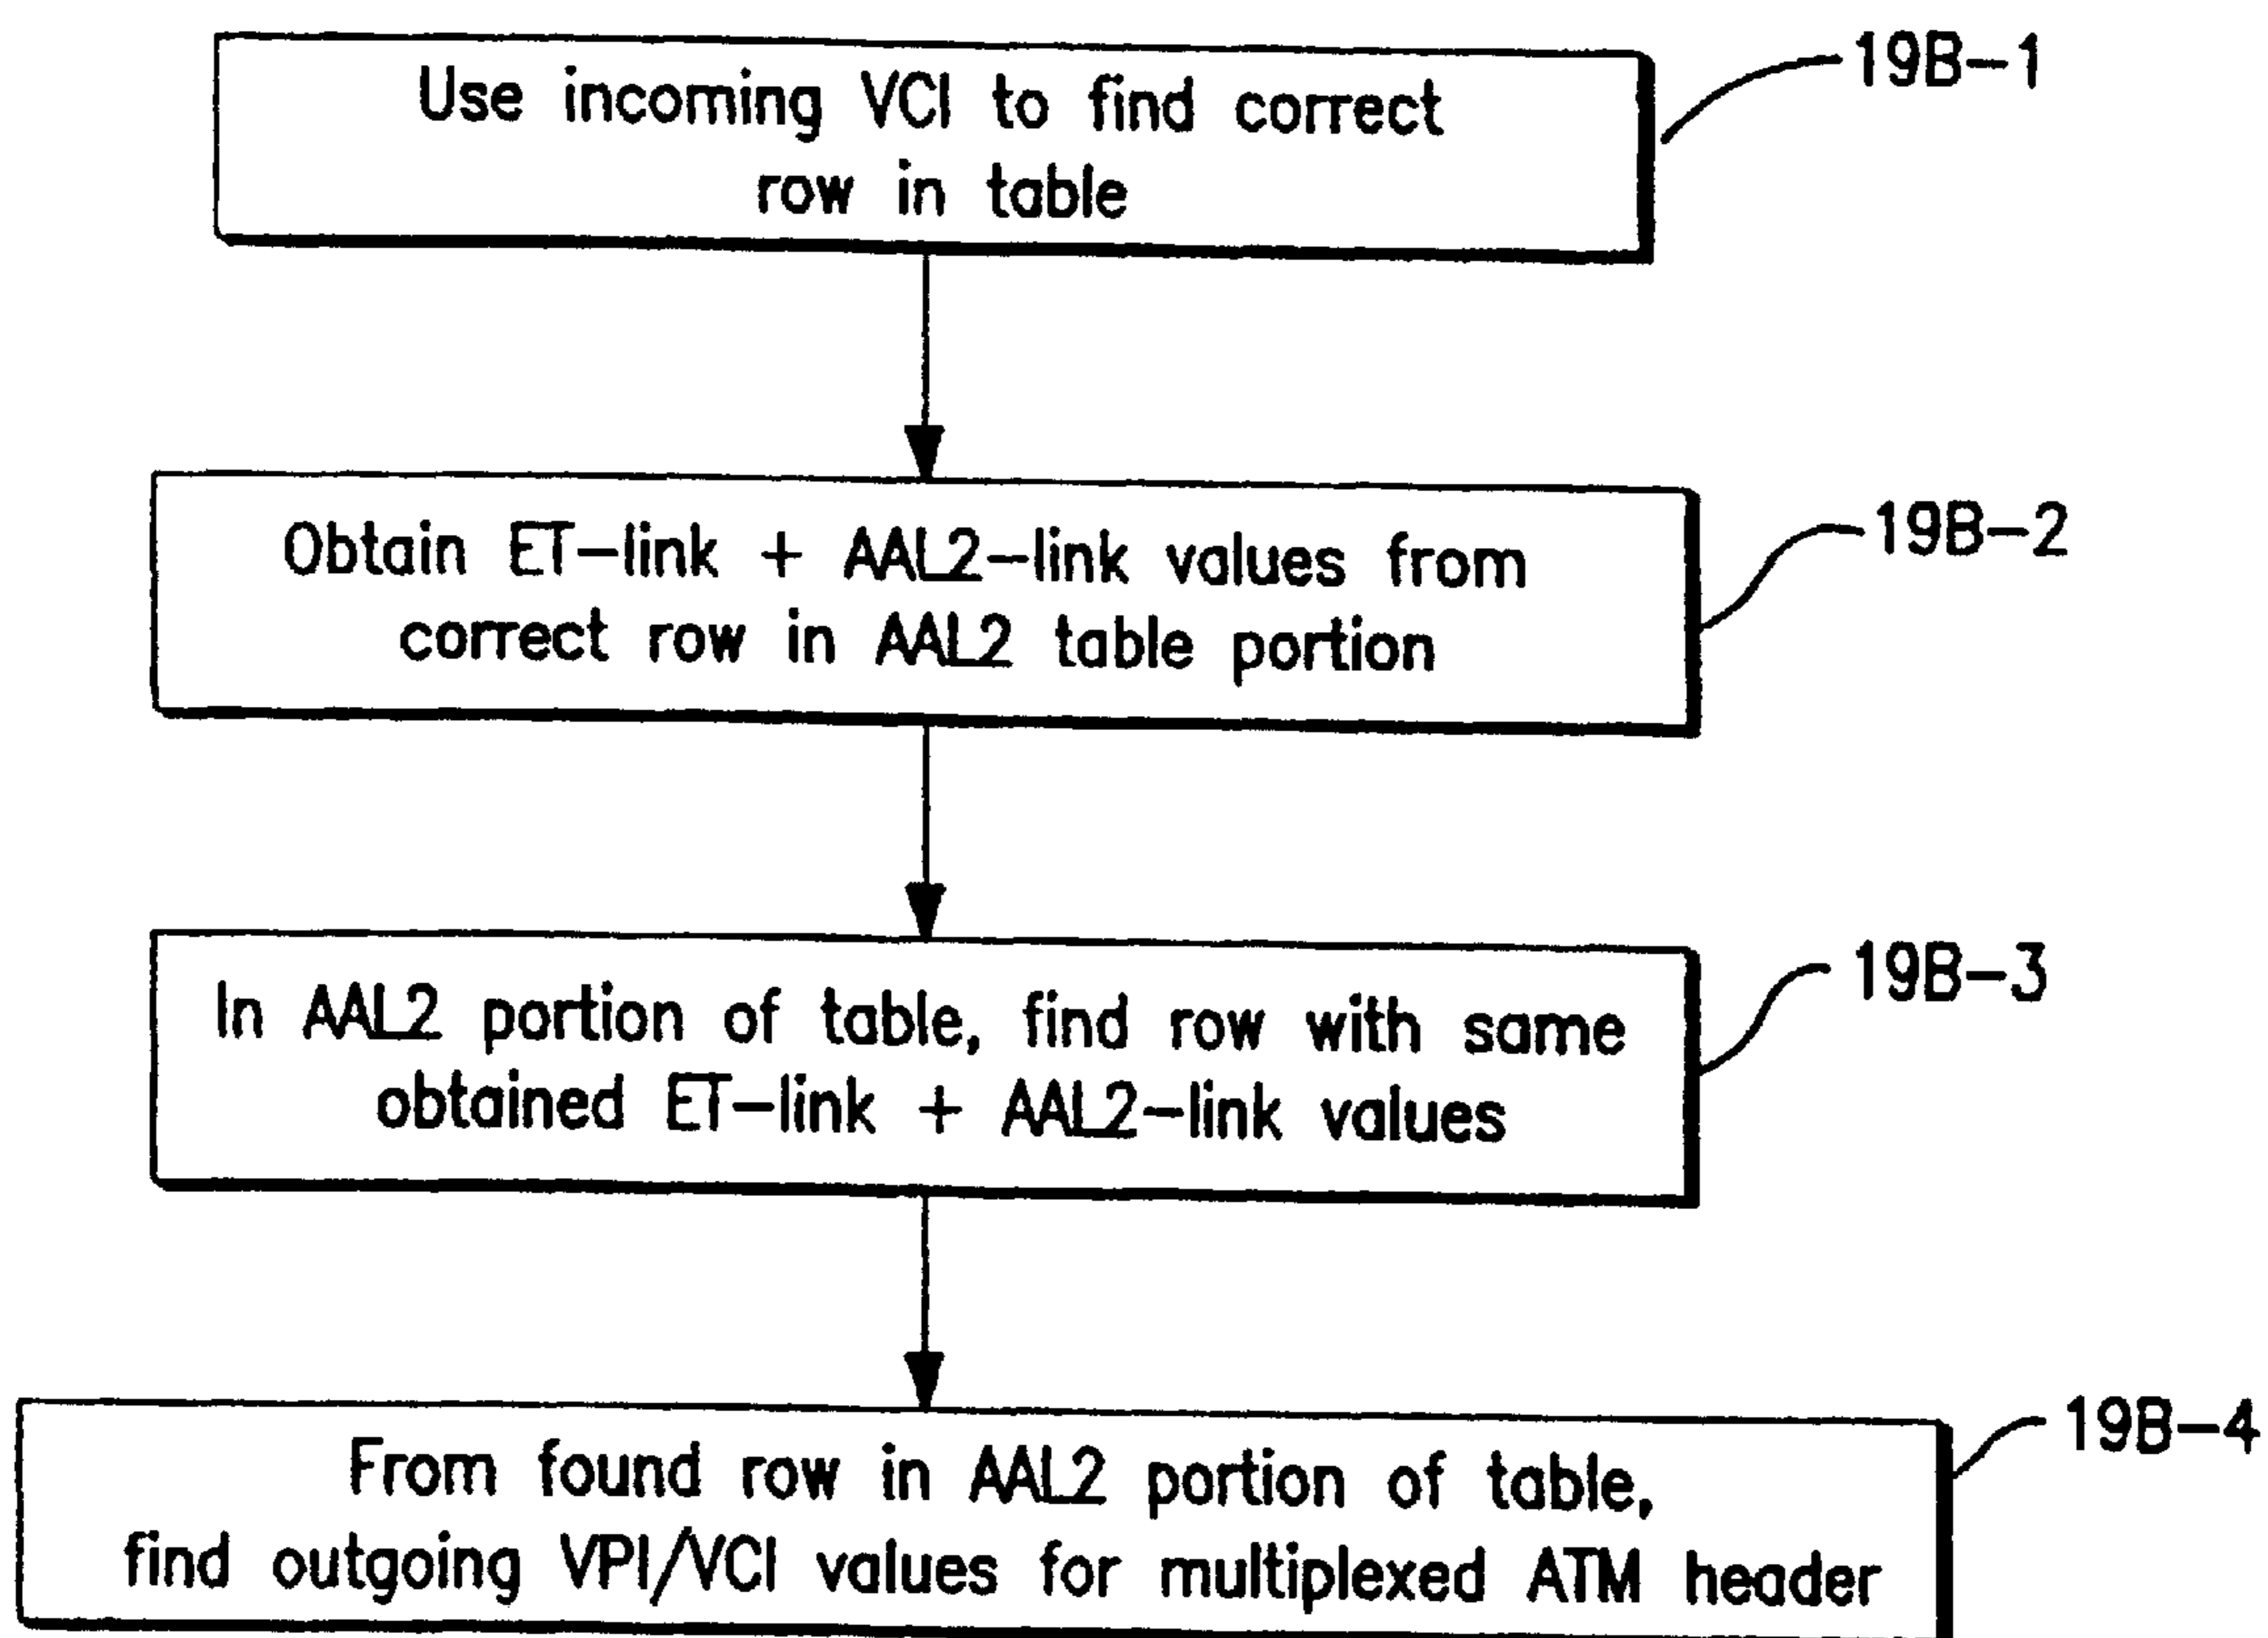 Use incoming VCI to find correct
row in table
19B-1
Obtain ET-link + AAL2-link values from
correct row in AAL2 table portion
19B-2
In AAL2 portion of table, find row with same
obtained ET-link + AAL2-link values
19B-3
From found row in AAL2 portion of table,
find outgoing VPI/VCI values for multiplexed ATM header
19B-4